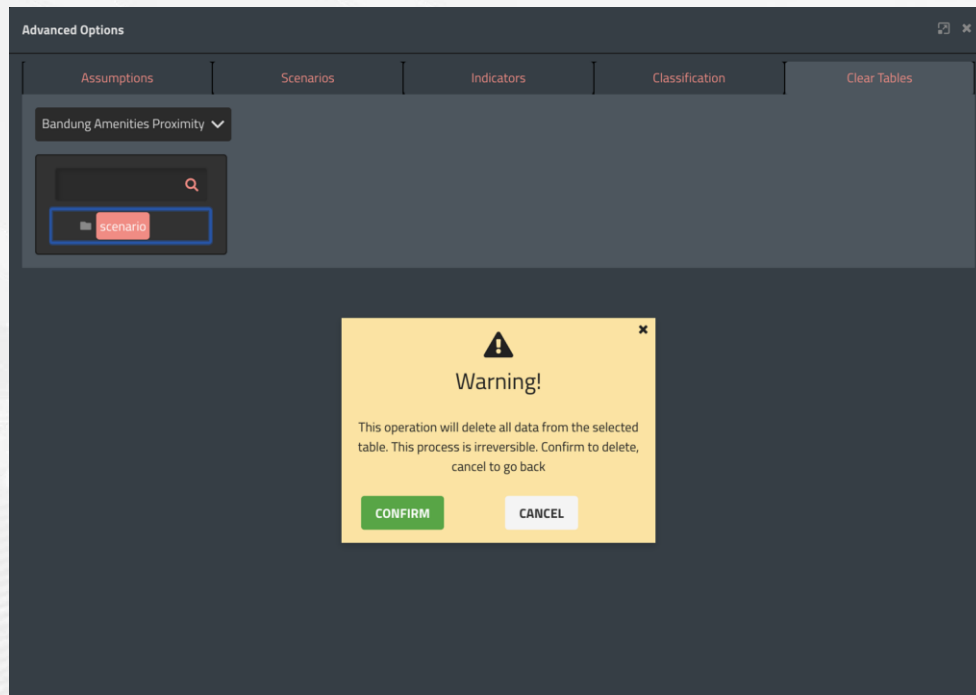 Advanced Options
Assumptions
Scenarios
Indicators
Classification
Clear Tables
Bandung Amenities Proximity
scenario
Warning!
This operation will delete all data from the selected
table. This process is irreversible. Confirm to delete,
cancel to go back
CONFIRM
CANCEL